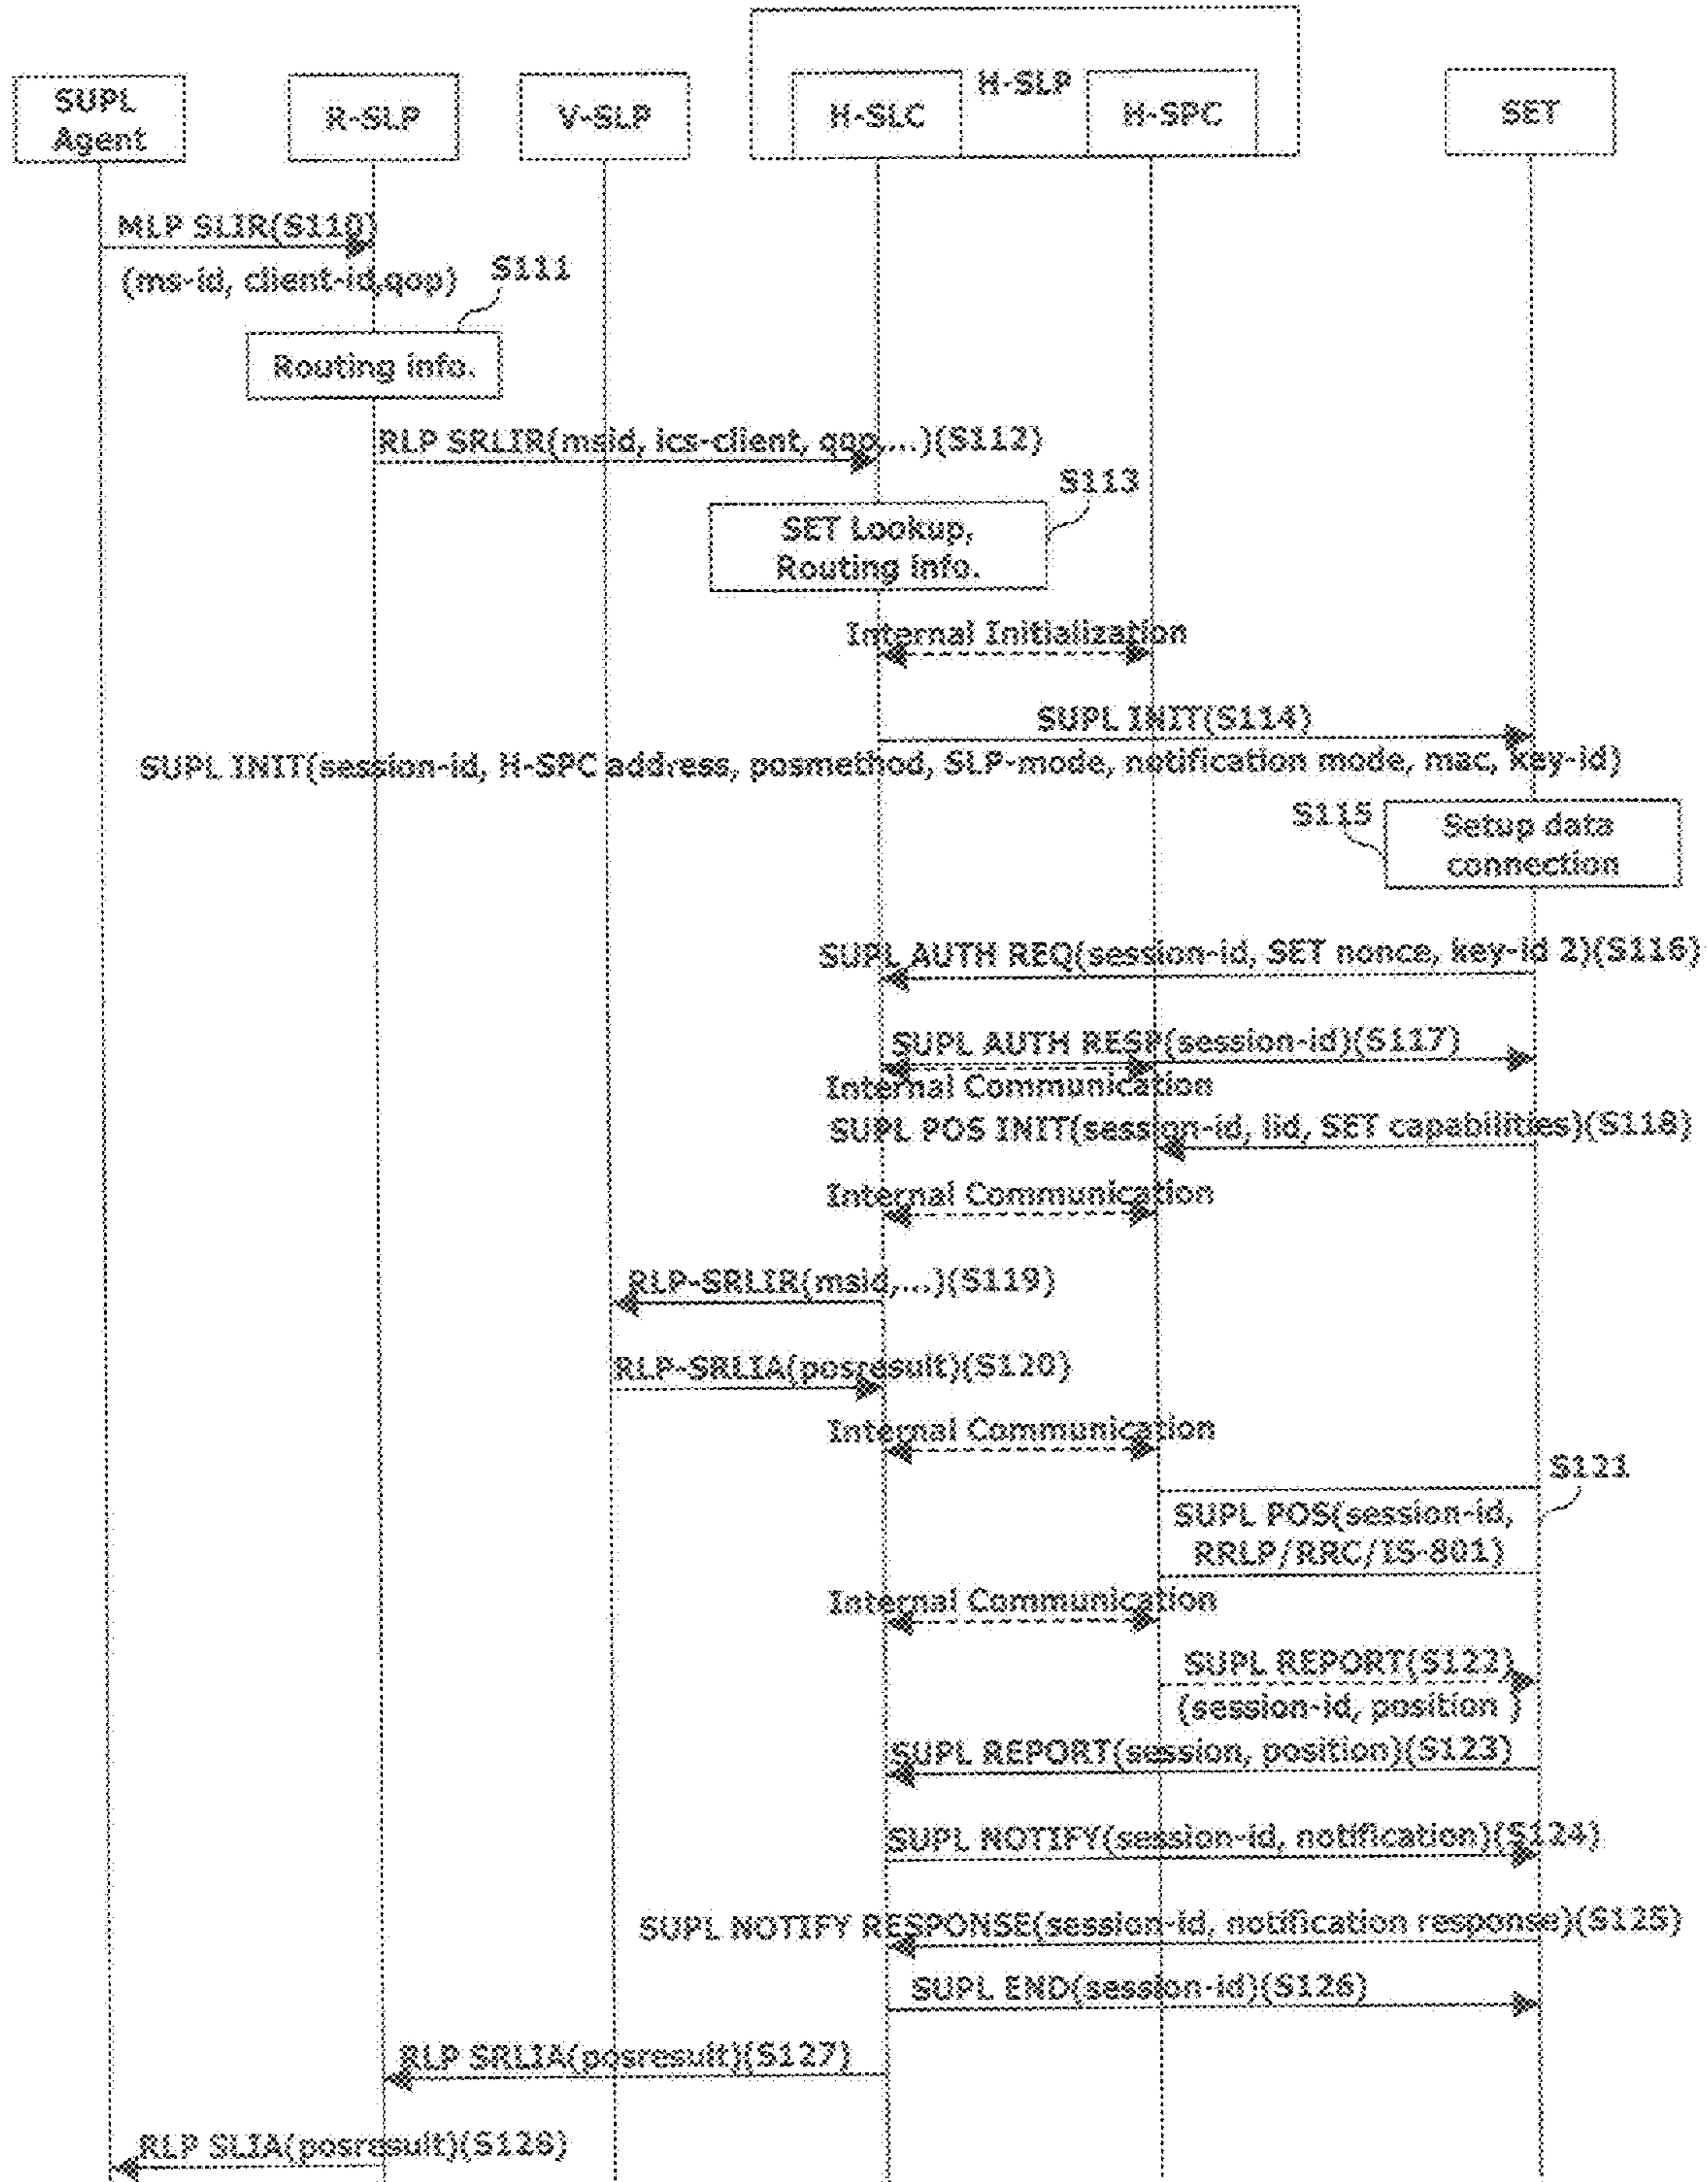 H-SLP
SUPL
Agent
R-SLP
V-SLP
H-SLC
H-SPC
SET
MLP SLIR(S110)
(ms-id, client-id,qop)
S111
Routing info.
RLP SRLIR(msid, ics-client, qop,...)(S112)
S113
SET Lookup,
Routing info.
Internal Initialization
SUPL INIT(S114)
SUPL INIT(session-id, H-SPC address, posmethod, SLP-mode, notification mode, mac, key-id)
S115
Setup data
connection
SUPL AUTH REQ(session-id, SET nonce, key-id 2)(S116)
SUPL AUTH RESP(session-id)(S117)
Internal Communication
SUPL POS INIT(session-id, lid, SET capabilities)(S118)
Internal Communication
RLP-SRLIR(msid,...)(S119)
RLP-SRLIA(posresult)(S120)
Internal Communication
S121
SUPL POS(session-id,
RRLP/RRC/IS-801)
Internal Communication
SUPL REPORT(S122)
(session-id, position )
SUPL REPORT(session, position)(S123)
SUPL NOTIFY(session-id, notification)(S124)
SUPL NOTIFY RESPONSE(session-id, notification response)(S125)
SUPL END(session-id)(S126)
RLP SRLIA(posresult)(S127)
RLP SLIA(posresult)(S128)